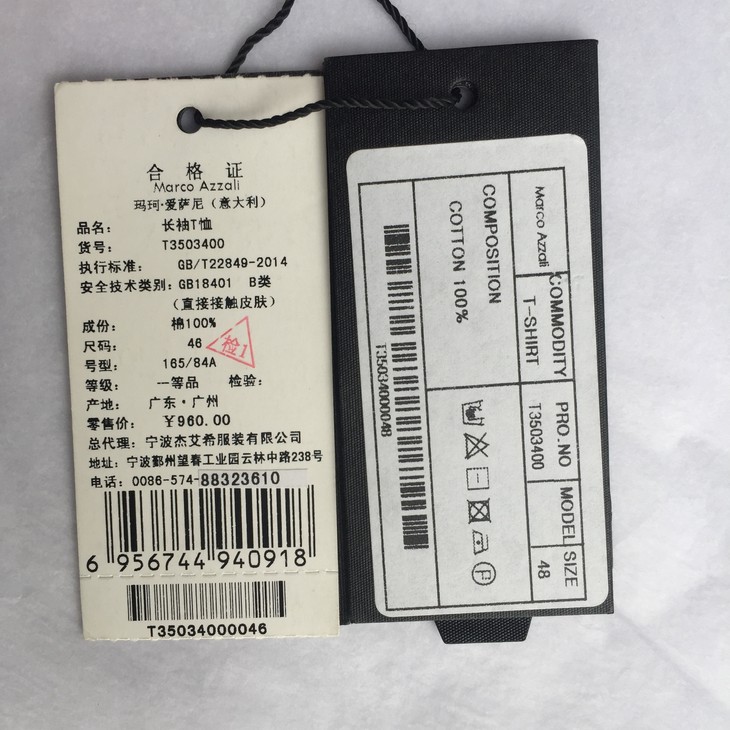 合格证
Marco Azzali
玛珂·爱萨尼（意大利）
品名： 长袖T恤
货号： T3503400
执行标准： GB/T22849-2014
安全技术类别：GB18401 B类
（直接接触皮肤）
成份： 棉100%
尺码： 46
检1
号型： 165/84A
等级： 一等品 检验：
产地： 广东·广州
零售价： ￥960.00
总代理：宁波杰艾希服装有限公司
地址：宁波鄞州望春工业园云林中路238号
电话：0086-574-88323610
6 956744 940918
T35034000046
Marco Azzali
COMMODITY
T-SHIRT
PRO.NO
T3503400
MODEL SIZE
48
COMPOSITION
COTTON 100%
T35034000048
P